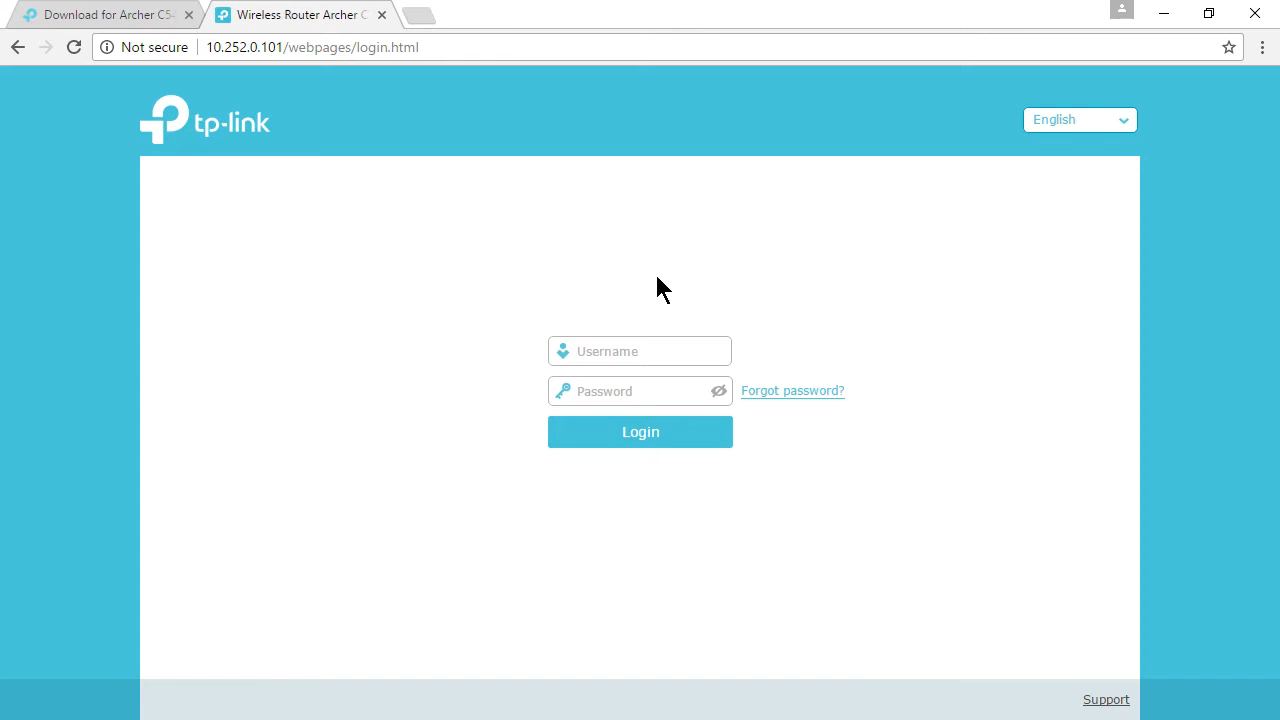 Download for Archer C54
Wireless Router Archer C
Not secure
10.252.0.101/webpages/login.html
tp-link
English
Username
Password
Forgot password?
Login
Support